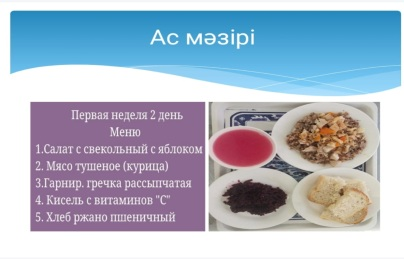 Ас мәзірі
Первая неделя 2 день
Меню
1.Салат с свекольный с яблоком
2. Мясо тушеное (курица)
3.Гарнир. гречка рассыпчатая
4. Кисель с витаминов "С"
5. Хлеб ржано пшеничный